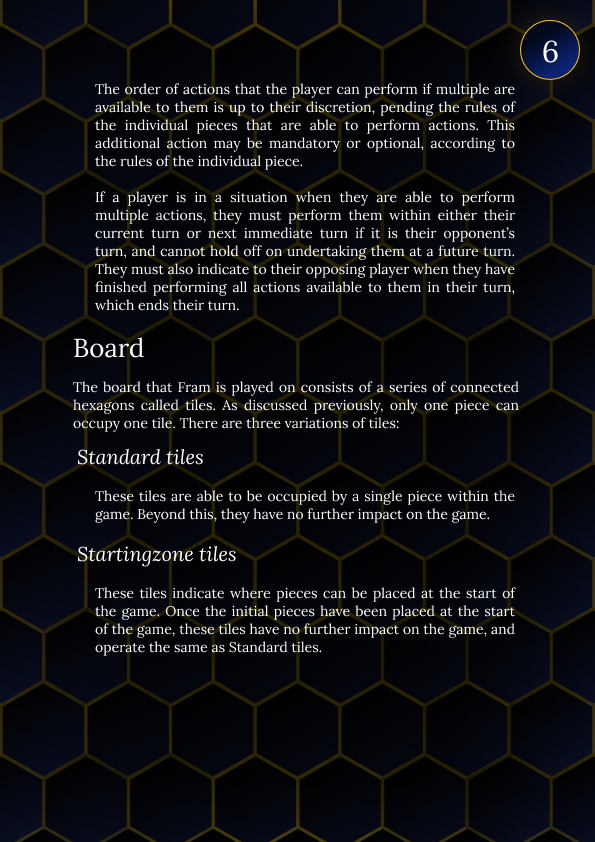 6
The order of actions that the player can perform if multiple are
available to them is up to their discretion, pending the rules of
the individual pieces that are able to perform actions. This
additional action may be mandatory or optional, according to
the rules of the individual piece.
If a player is in a situation when they are able to perform
multiple actions, they must perform them within either their
current turn or next immediate turn if it is their opponent’s
turn, and cannot hold off on undertaking them at a future turn.
They must also indicate to their opposing player when they have
finished performing all actions available to them in their turn,
which ends their turn.
Board
The board that Fram is played on consists of a series of connected
hexagons called tiles. As discussed previously, only one piece can
occupy one tile. There are three variations of tiles:
Standard tiles
These tiles are able to be occupied by a single piece within the
game. Beyond this, they have no further impact on the game.
Startingzone tiles
These tiles indicate where pieces can be placed at the start of
the game. Once the initial pieces have been placed at the start
of the game, these tiles have no further impact on the game, and
operate the same as Standard tiles.